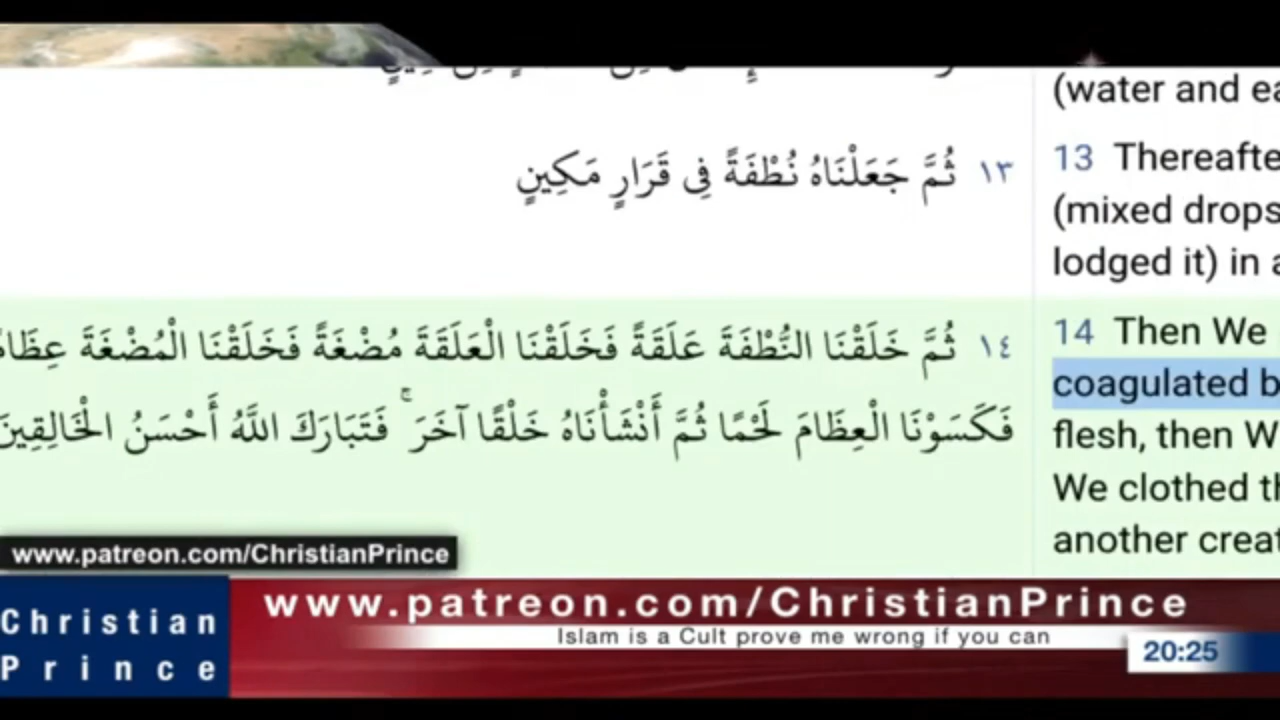 (water and ea
١٣ ثُمَّ جَعَلْنَاهُ نُطْفَةً فِي قَرَارٍ مَكِينٍ
13 Thereafte
(mixed drops
lodged it) in a
١٤ ثُمَّ خَلَقْنَا النُّطْفَةَ عَلَقَةً فَخَلَقْنَا الْعَلَقَةَ مُضْغَةً فَخَلَقْنَا الْمُضْغَةَ عِظَامً
فَكَسَوْنَا الْعِظَامَ لَحْمًا ثُمَّ أَنْشَأْنَاهُ خَلْقًا آخَرَ ۚ فَتَبَارَكَ اللَّهُ أَحْسَنُ الْخَالِقِينَ
14 Then We
coagulated b
flesh, then W
We clothed th
another creat
www.patreon.com/ChristianPrince
Christian
Prince
www.patreon.com/ChristianPrince
Islam is a Cult prove me wrong if you can
20:25